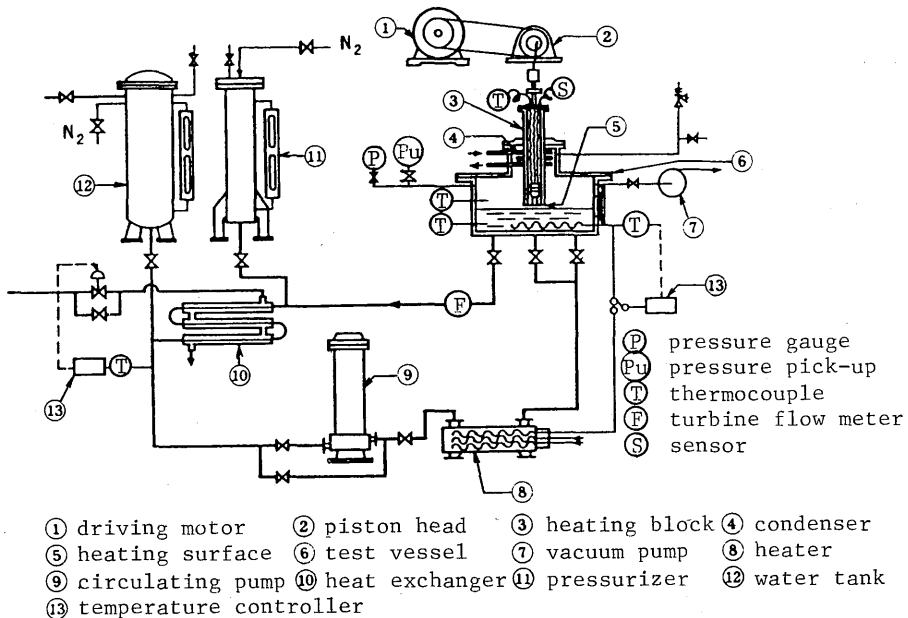 ① ②
N₂
T S
③
④ ⑤
N₂ P Pu ⑥
⑪
⑫ T
T T ⑦
F ⑬
P pressure gauge
Pu pressure pick-up
T thermocouple
F turbine flow meter
S sensor
T
⑬ ⑩ ⑨
⑧
① driving motor ② piston head ③ heating block ④ condenser
⑤ heating surface ⑥ test vessel ⑦ vacuum pump ⑧ heater
⑨ circulating pump ⑩ heat exchanger ⑪ pressurizer ⑫ water tank
⑬ temperature controller